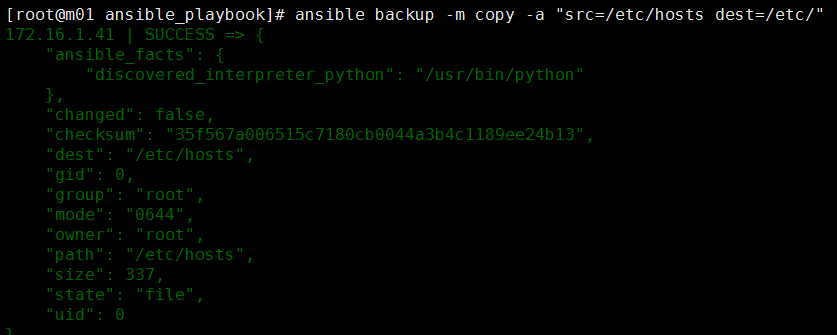 [root@m01 ansible_playbook]# ansible backup -m copy -a "src=/etc/hosts dest=/etc/"
172.16.1.41 | SUCCESS => {
    "ansible_facts": {
        "discovered_interpreter_python": "/usr/bin/python"
    },
    "changed": false,
    "checksum": "35f567a006515c7180cb0044a3b4c1189ee24b13",
    "dest": "/etc/hosts",
    "gid": 0,
    "group": "root",
    "mode": "0644",
    "owner": "root",
    "path": "/etc/hosts",
    "size": 337,
    "state": "file",
    "uid": 0
}